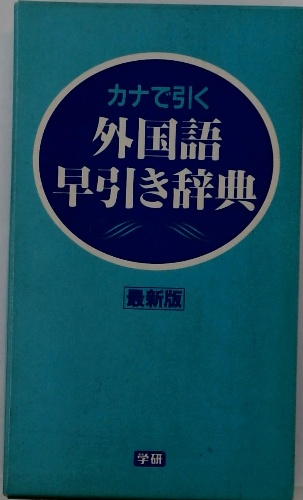 カナで引く
外国語
早引き辞典
最新版
学研